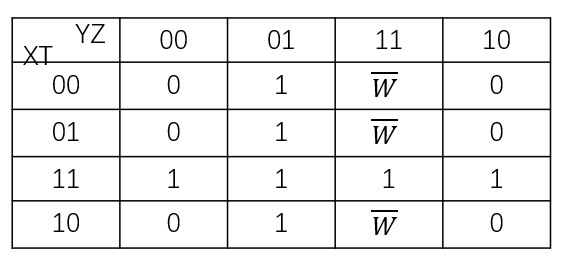 YZ
XT
00 01 11 10
00 0 1 W̅ 0
01 0 1 W̅ 0
11 1 1 1 1
10 0 1 W̅ 0